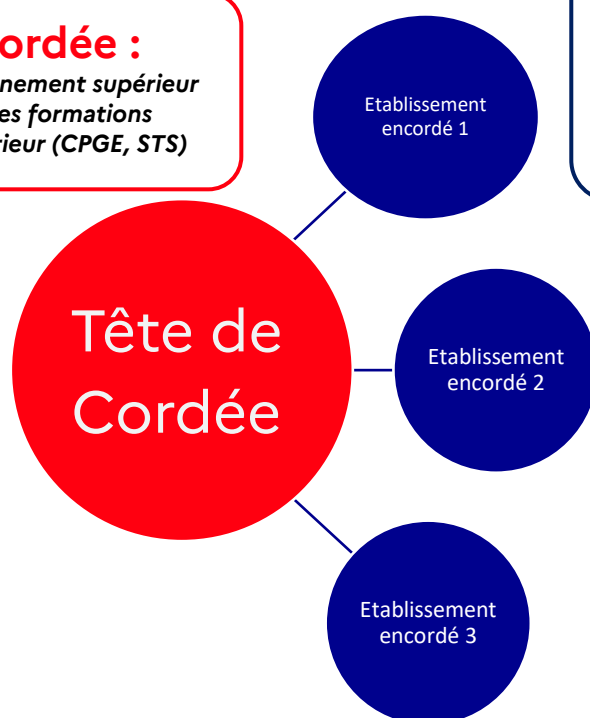 ordée :
nement supérieur
es formations
rieur (CPGE, STS)
Etablissement
encordé 1
Tête de
Cordée
Etablissement
encordé 2
Etablissement
encordé 3